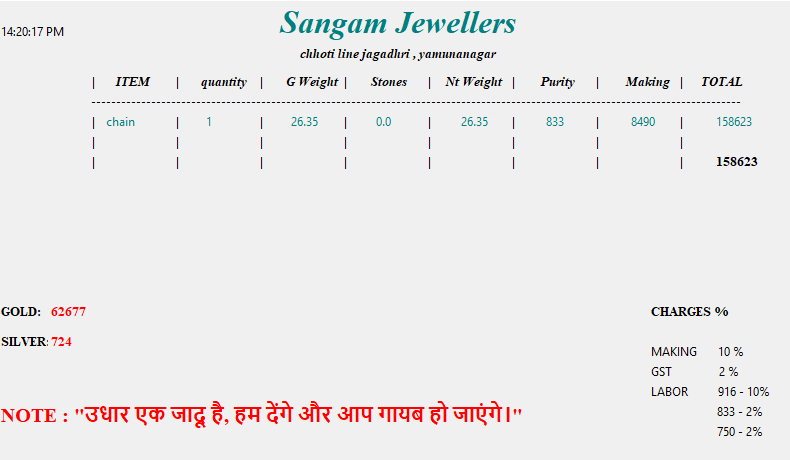 Sangam Jewellers
14:20:17 PM
chhoti line jagadhri , yamunanagar
| ITEM | quantity | G Weight | Stones | Nt Weight | Purity | Making | TOTAL
| chain | 1 | 26.35 | 0.0 | 26.35 | 833 | 8490 | 158623
| | | | | | | | 158623
GOLD: 62677
CHARGES %
SILVER: 724
MAKING 10 %
GST 2 %
LABOR 916 - 10%
833 - 2%
NOTE : "उधार एक जादू है, हम देंगे और आप गायब हो जाएंगे।"
750 - 2%